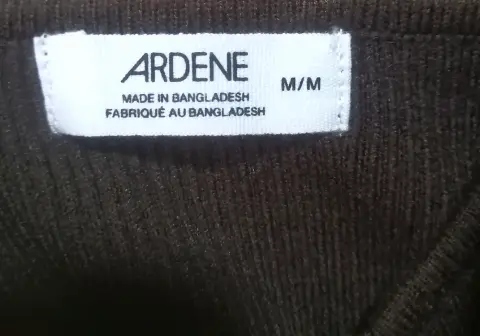 ARDENE
M/M
MADE IN BANGLADESH
FABRIQUÉ AU BANGLADESH